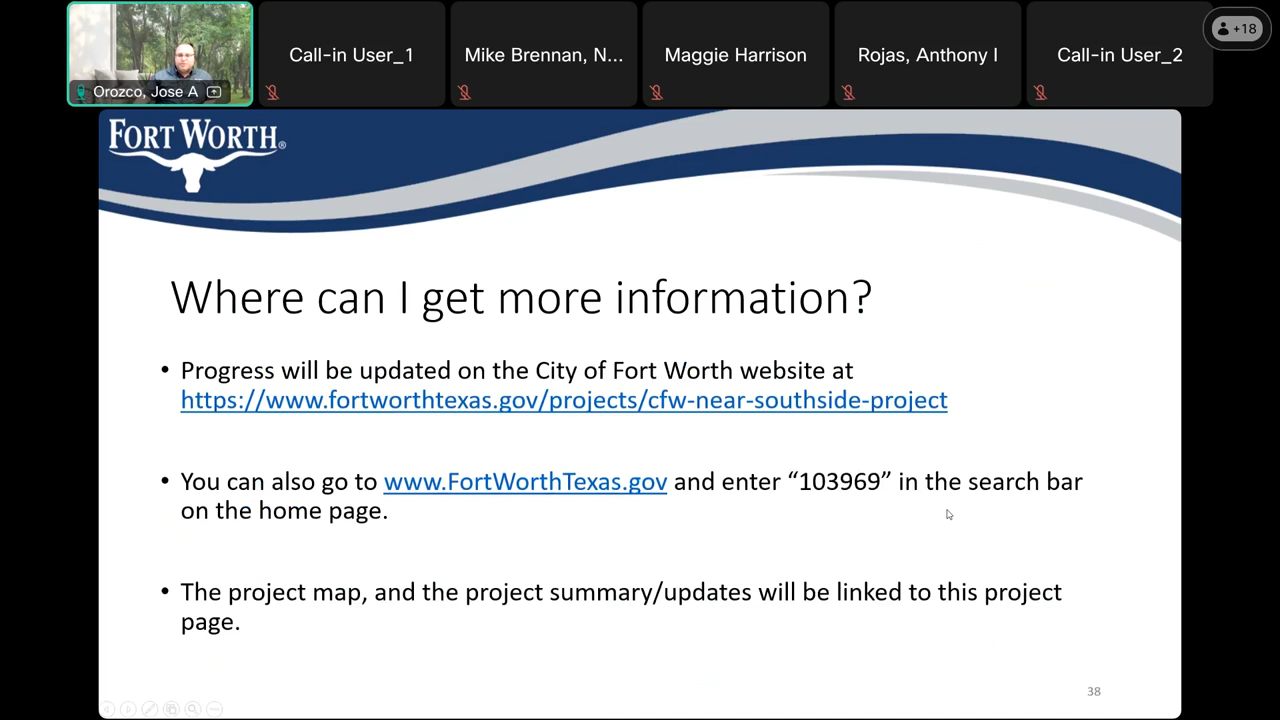 +18
Call-in User_1
Mike Brennan, N...
Maggie Harrison
Rojas, Anthony I
Call-in User_2
Orozco, Jose A
FORT WORTH®
Where can I get more information?
• Progress will be updated on the City of Fort Worth website at
https://www.fortworthtexas.gov/projects/cfw-near-southside-project
• You can also go to www.FortWorthTexas.gov and enter “103969” in the search bar
on the home page.
• The project map, and the project summary/updates will be linked to this project
page.
38